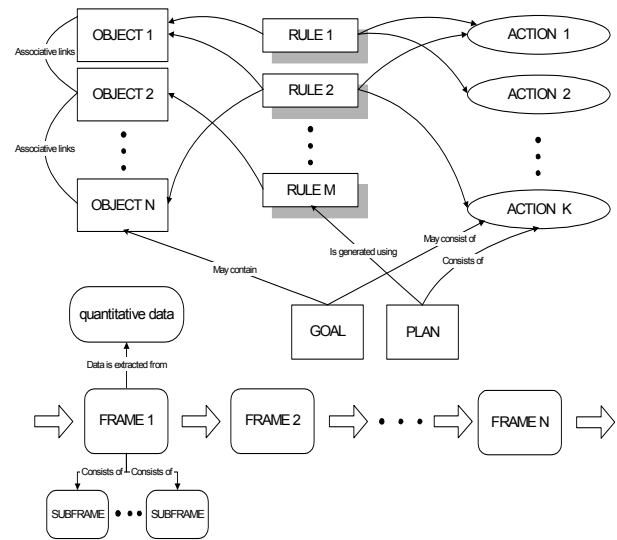 OBJECT 1
RULE 1
ACTION 1
Associative links
OBJECT 2
RULE 2
ACTION 2
Associative links
OBJECT N
RULE M
ACTION K
May consist of
Is generated using
Consists of
May contain
GOAL
PLAN
quantitative data
Data is extracted from
FRAME 1
FRAME 2
FRAME N
Consists of
Consists of
SUBFRAME
SUBFRAME